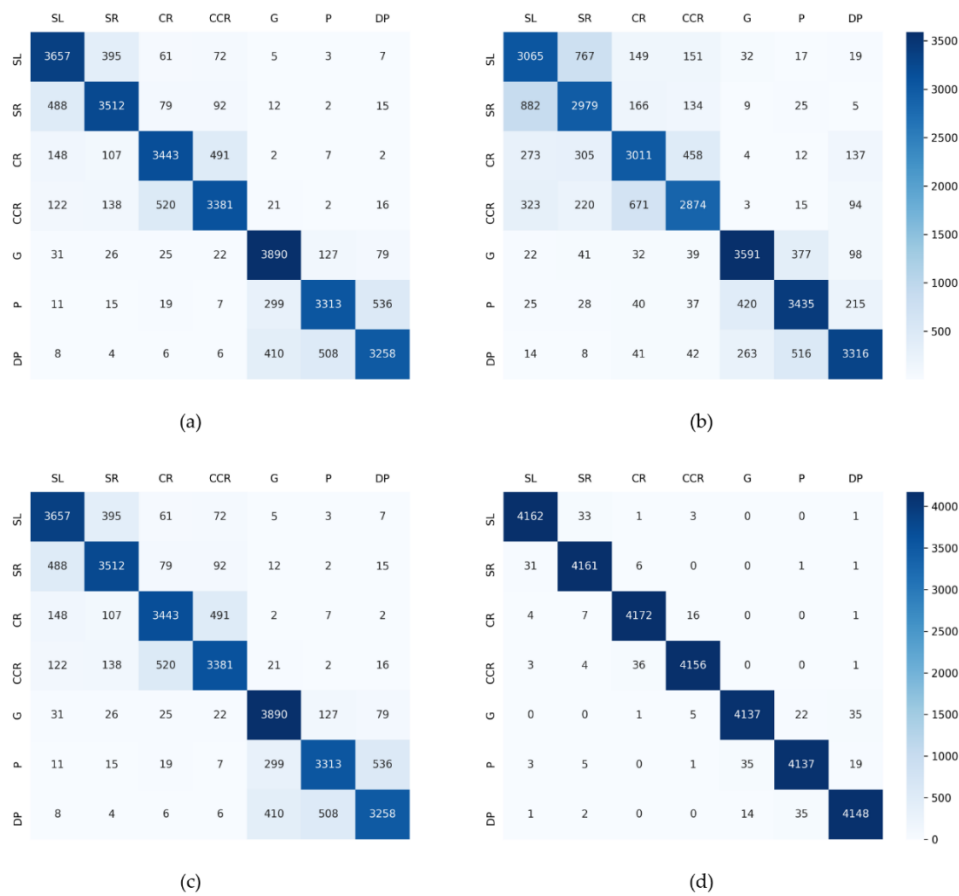 SL SR CR CCR G P DP
SL 3657 395 61 72 5 3 7
SR 488 3512 79 92 12 2 15
CR 148 107 3443 491 2 7 2
CCR 122 138 520 3381 21 2 16
G 31 26 25 22 3890 127 79
P 11 15 19 7 299 3313 536
DP 8 4 6 6 410 508 3258
(a)
SL SR CR CCR G P DP
SL 3065 767 149 151 32 17 19
SR 882 2979 166 134 9 25 5
CR 273 305 3011 458 4 12 137
CCR 323 220 671 2874 3 15 94
G 22 41 32 39 3591 377 98
P 25 28 40 37 420 3435 215
DP 14 8 41 42 263 516 3316
3500
3000
2500
2000
1500
1000
500
(b)
SL SR CR CCR G P DP
SL 3657 395 61 72 5 3 7
SR 488 3512 79 92 12 2 15
CR 148 107 3443 491 2 7 2
CCR 122 138 520 3381 21 2 16
G 31 26 25 22 3890 127 79
P 11 15 19 7 299 3313 536
DP 8 4 6 6 410 508 3258
(c)
SL SR CR CCR G P DP
SL 4162 33 1 3 0 0 1
SR 31 4161 6 0 0 1 1
CR 4 7 4172 16 0 0 1
CCR 3 4 36 4156 0 0 1
G 0 0 1 5 4137 22 35
P 3 5 0 1 35 4137 19
DP 1 2 0 0 14 35 4148
4000
3500
3000
2500
2000
1500
1000
500
0
(d)